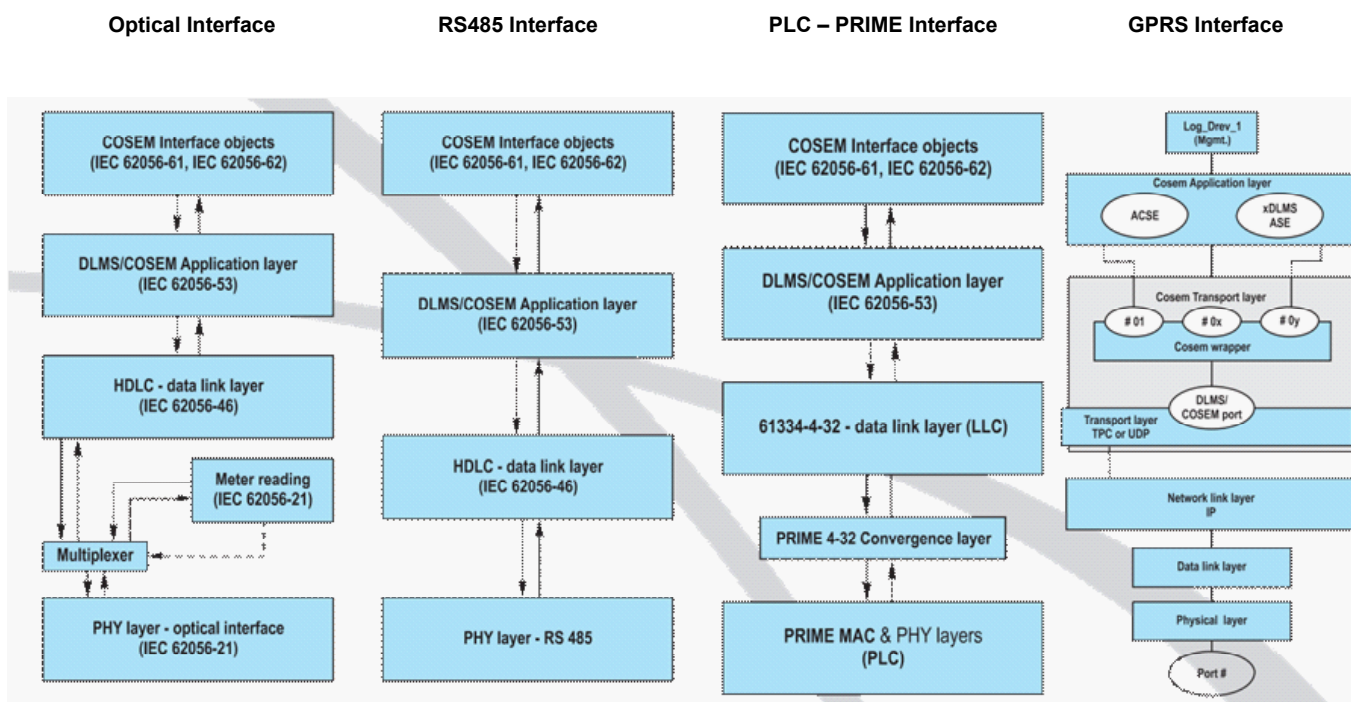 Optical Interface
RS485 Interface
PLC – PRIME Interface
GPRS Interface
COSEM Interface objects
(IEC 62056-61, IEC 62056-62)
DLMS/COSEM Application layer
(IEC 62056-53)
HDLC - data link layer
(IEC 62056-46)
Meter reading
(IEC 62056-21)
Multiplexer
PHY layer - optical interface
(IEC 62056-21)
COSEM Interface objects
(IEC 62056-61, IEC 62056-62)
DLMS/COSEM Application layer
(IEC 62056-53)
HDLC - data link layer
(IEC 62056-46)
PHY layer - RS 485
COSEM Interface objects
(IEC 62056-61, IEC 62056-62)
DLMS/COSEM Application layer
(IEC 62056-53)
61334-4-32 - data link layer (LLC)
PRIME 4-32 Convergence layer
PRIME MAC & PHY layers
(PLC)
Log_Drev_1
(Mgmt.)
Cosem Application layer
ACSE
xDLMS
ASE
Cosem Transport layer
# 01
# 0x
# 0y
Cosem wrapper
DLMS/
COSEM port
Transport layer
TPC or UDP
Network link layer
IP
Data link layer
Physical layer
Port #